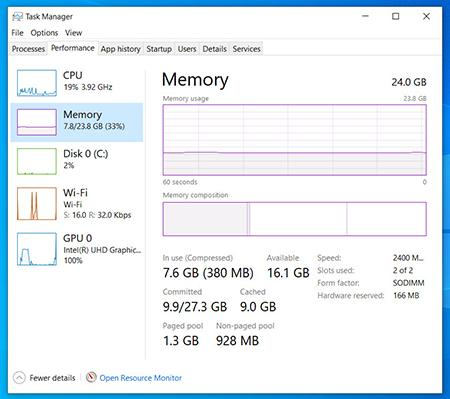 Task Manager
File Options View
Processes Performance App history Startup Users Details Services
CPU
19% 3.92 GHz
Memory
7.8/23.8 GB (33%)
Disk 0 (C:)
2%
Wi-Fi
S: 16.0 R: 32.0 Kbps
GPU 0
Intel(R) UHD Graphic...
100%
Memory 24.0 GB
Memory usage 23.8 GB
60 seconds 0
Memory composition
In use (Compressed) Available
7.6 GB (380 MB) 16.1 GB
Committed Cached
9.9/27.3 GB 9.0 GB
Paged pool Non-paged pool
1.3 GB 928 MB
Speed: 2400 M...
Slots used: 2 of 2
Form factor: SODIMM
Hardware reserved: 166 MB
Fewer details Open Resource Monitor